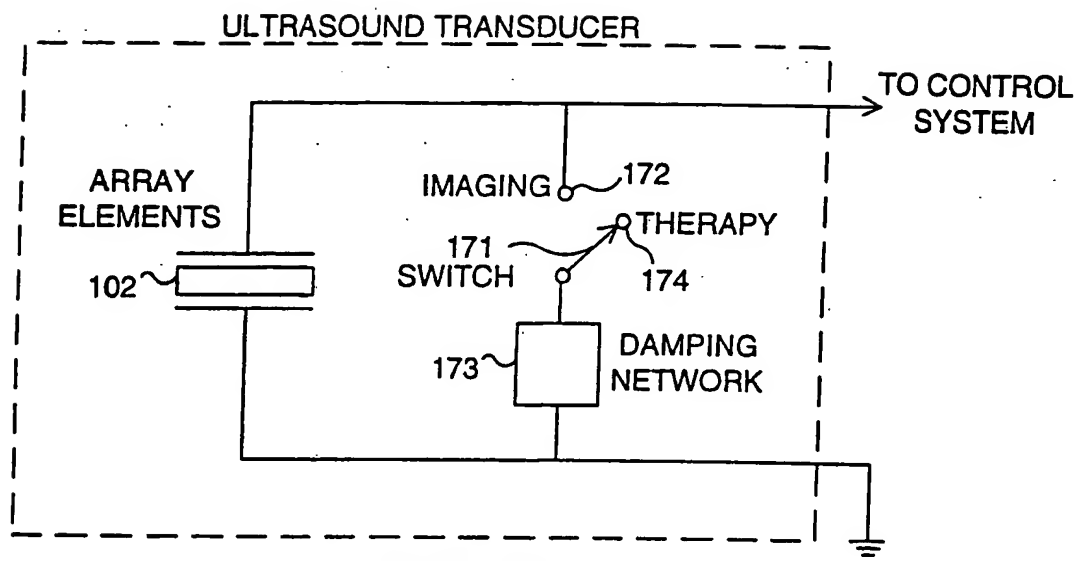 ULTRASOUND TRANSDUCER
TO CONTROL
SYSTEM
ARRAY
ELEMENTS
IMAGING
172
THERAPY
171
SWITCH
174
102
173
DAMPING
NETWORK